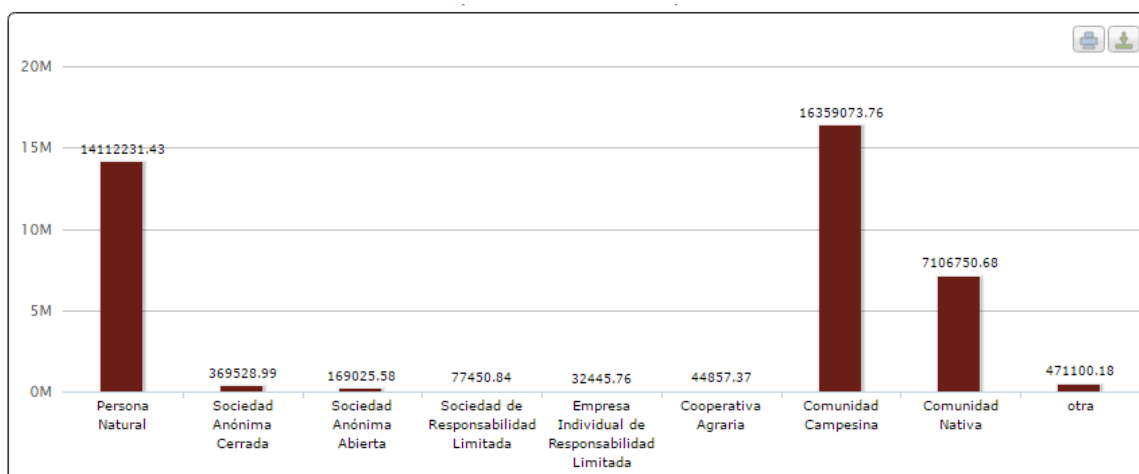 20M
15M
10M
5M
0M
14112231.43
369528.99
169025.58
77450.84
32445.76
44857.37
16359073.76
7106750.68
471100.18
Persona
Natural
Sociedad
Anónima
Cerrada
Sociedad
Anónima
Abierta
Sociedad de
Responsabilidad
Limitada
Empresa
Individual de
Responsabilidad
Limitada
Cooperativa
Agraria
Comunidad
Campesina
Comunidad
Nativa
otra